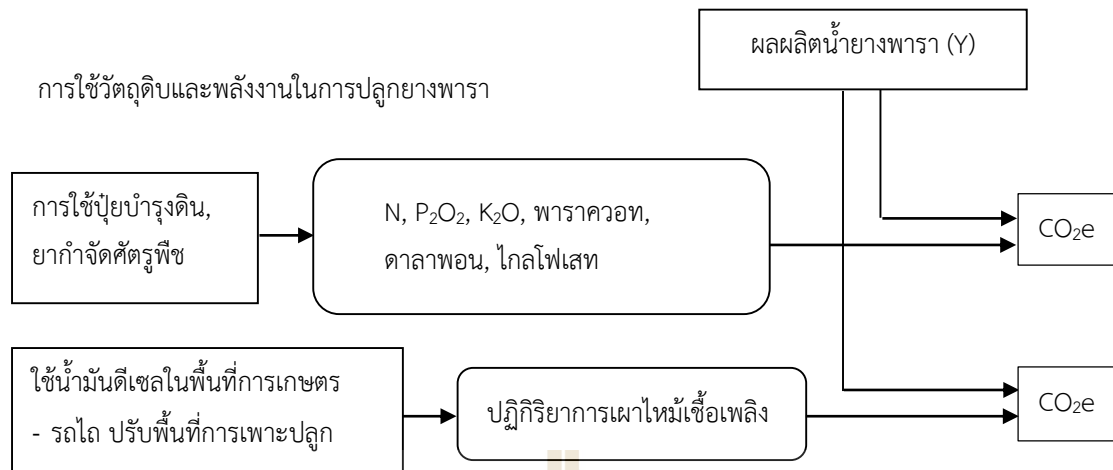 ผลผลิตน้ำยางพารา (Y)
การใช้วัตถุดิบและพลังงานในการปลูกยางพารา
การใช้ปุ๋ยบำรุงดิน,
ยากำจัดศัตรูพืช
N, P₂O₂, K₂O, พาราควอท,
ดาลาพอน, ไกลโฟเสท
CO₂e
ใช้น้ำมันดีเซลในพื้นที่การเกษตร
- รถไถ ปรับพื้นที่การเพาะปลูก
ปฏิกิริยาการเผาไหม้เชื้อเพลิง
CO₂e